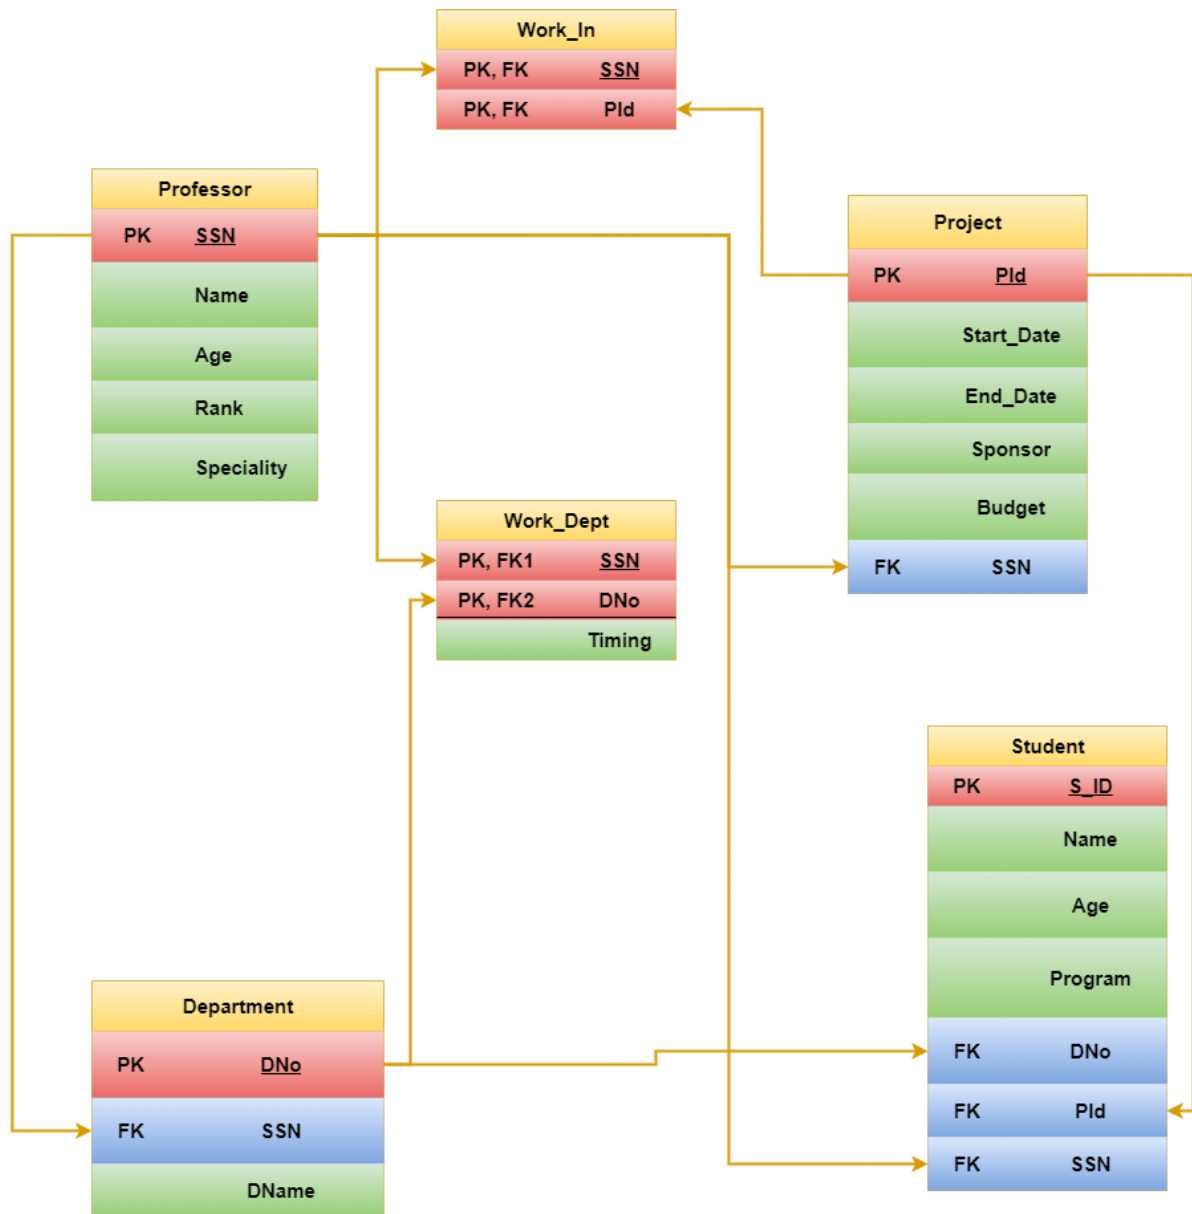 Work_In
PK, FK SSN
PK, FK PId
Professor
PK SSN
Name
Age
Rank
Speciality
Project
PK PId
Start_Date
End_Date
Sponsor
Budget
FK SSN
Work_Dept
PK, FK1 SSN
PK, FK2 DNo
Timing
Student
PK S_ID
Name
Age
Program
FK DNo
FK PId
FK SSN
Department
PK DNo
FK SSN
DName